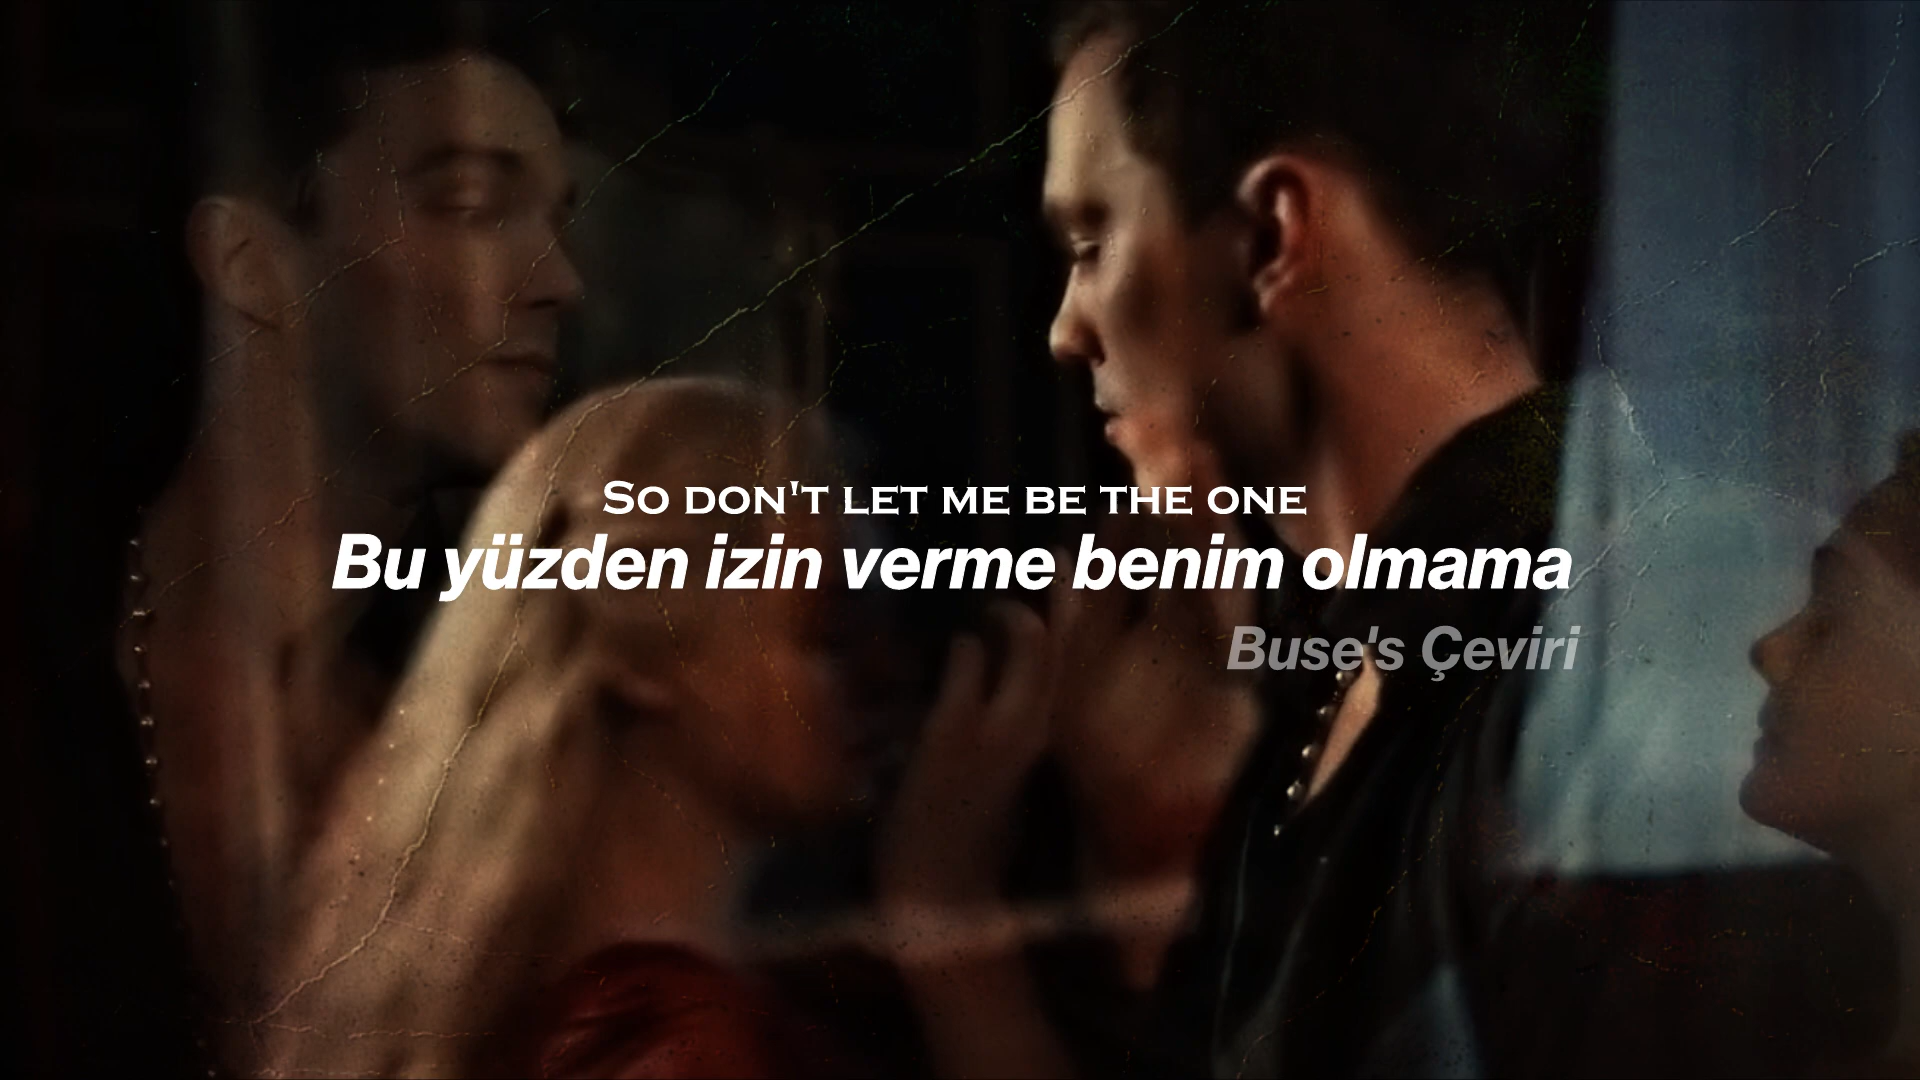 So don't let me be the one
Bu yüzden izin verme benim olmama
Buse's Çeviri